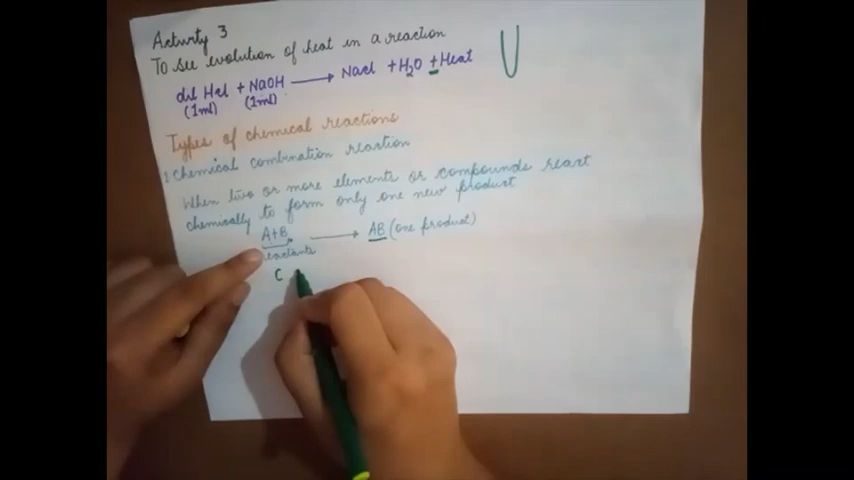 Activity 3
To see evolution of heat in a reaction
dil Hcl + NaOH ⟶ Nacl + H₂O + Heat
(1ml) (1ml)
Types of chemical reactions
1 Chemical combination reaction
When two or more elements or compounds react
chemically to form only one new product
A+B ⟶ AB (one product)
reactants
C